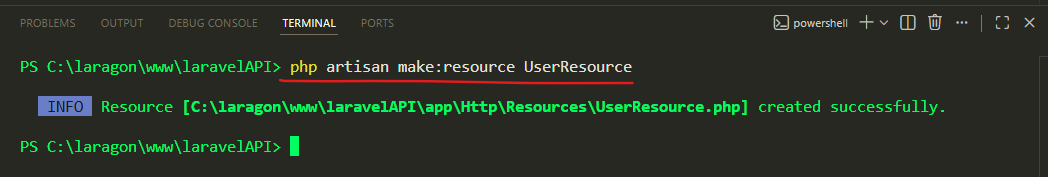 PROBLEMS OUTPUT DEBUG CONSOLE TERMINAL PORTS powershell
PS C:\laragon\www\laravelAPI> php artisan make:resource UserResource
INFO Resource [C:\laragon\www\laravelAPI\app\Http\Resources\UserResource.php] created successfully.
PS C:\laragon\www\laravelAPI>